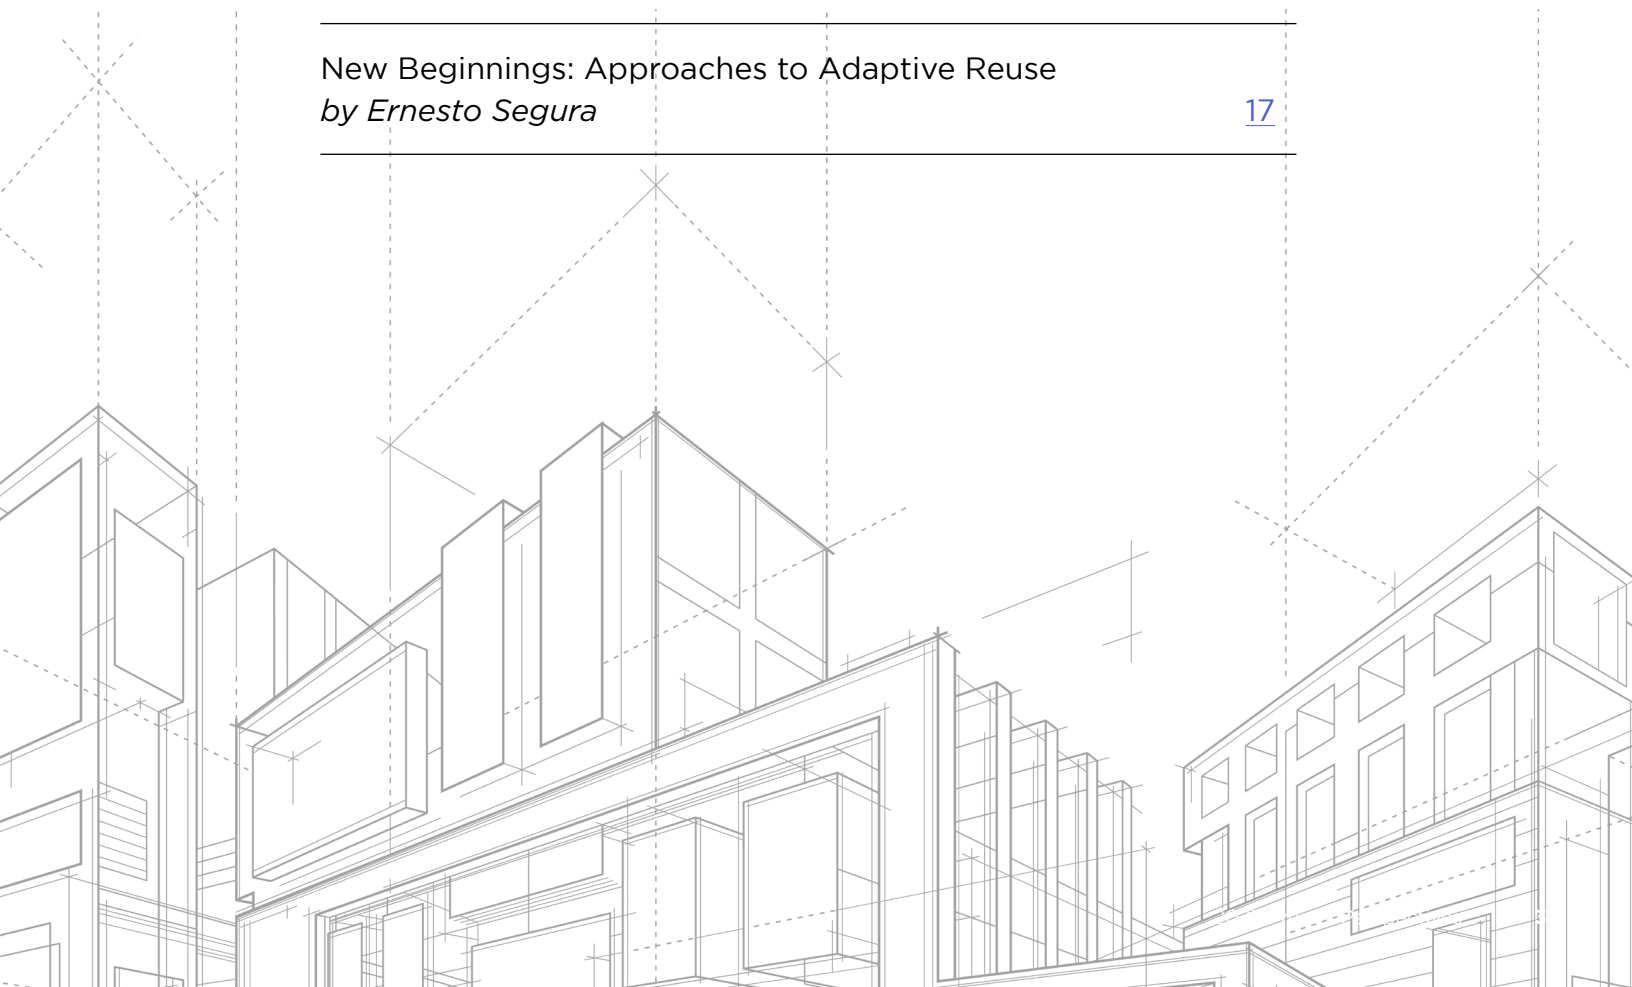 New Beginnings: Approaches to Adaptive Reuse
by Ernesto Segura 17